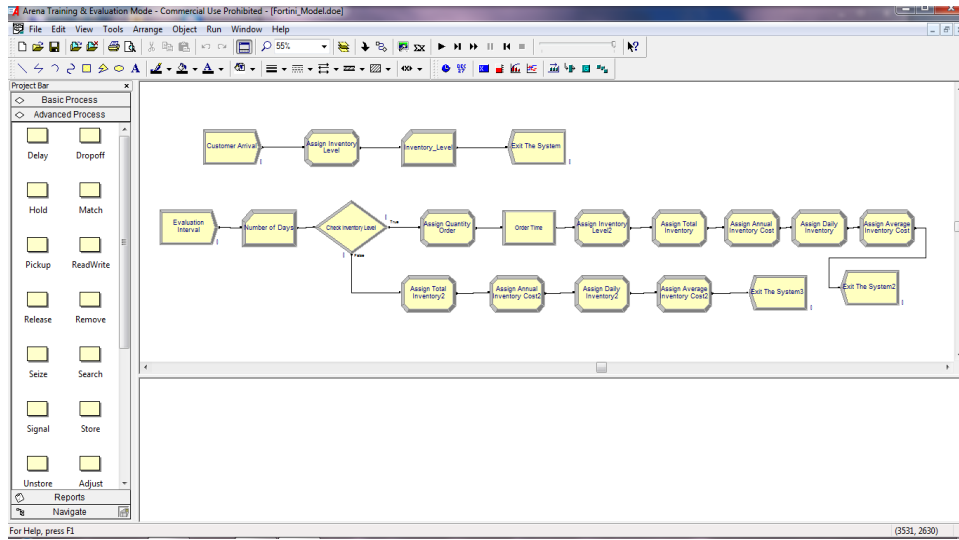 Arena Training & Evaluation Mode - Commercial Use Prohibited - [Fortini_Model.doe]
File Edit View Tools Arrange Object Run Window Help
55%
Project Bar
Basic Process
Advanced Process
Delay Dropoff
Hold Match
Pickup ReadWrite
Release Remove
Seize Search
Signal Store
Unstore Adjust
Reports
Navigate
Customer Arrival
Assign Inventory
Level
Inventory_Level
Exit The System
Evaluation
Interval
Number of Days
Check Inventory Level
True
False
Assign Quantity
Order
Order Time
Assign Inventory
Level2
Assign Total
Inventory
Assign Annual
Inventory Cost
Assign Daily
Inventory
Assign Average
Inventory Cost
Exit The System2
Assign Total
Inventory2
Assign Annual
Inventory Cost2
Assign Daily
Inventory2
Assign Average
Inventory Cost2
Exit The System3
For Help, press F1
(3531, 2630)